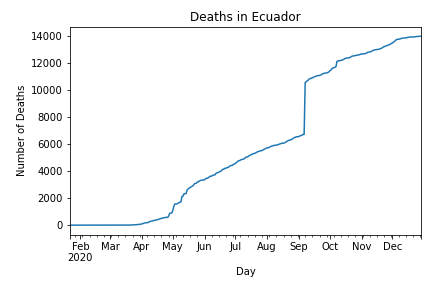 Deaths in Ecuador
14000
12000
10000
8000
6000
4000
2000
0
Number of Deaths
Feb Mar Apr May Jun Jul Aug Sep Oct Nov Dec
2020
Day